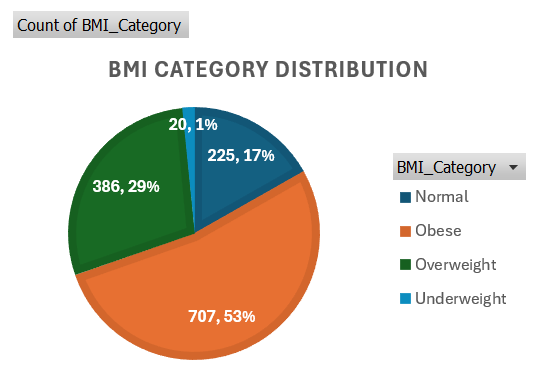 Count of BMI_Category
BMI CATEGORY DISTRIBUTION
20, 1%
225, 17%
386, 29%
707, 53%
BMI_Category
Normal
Obese
Overweight
Underweight